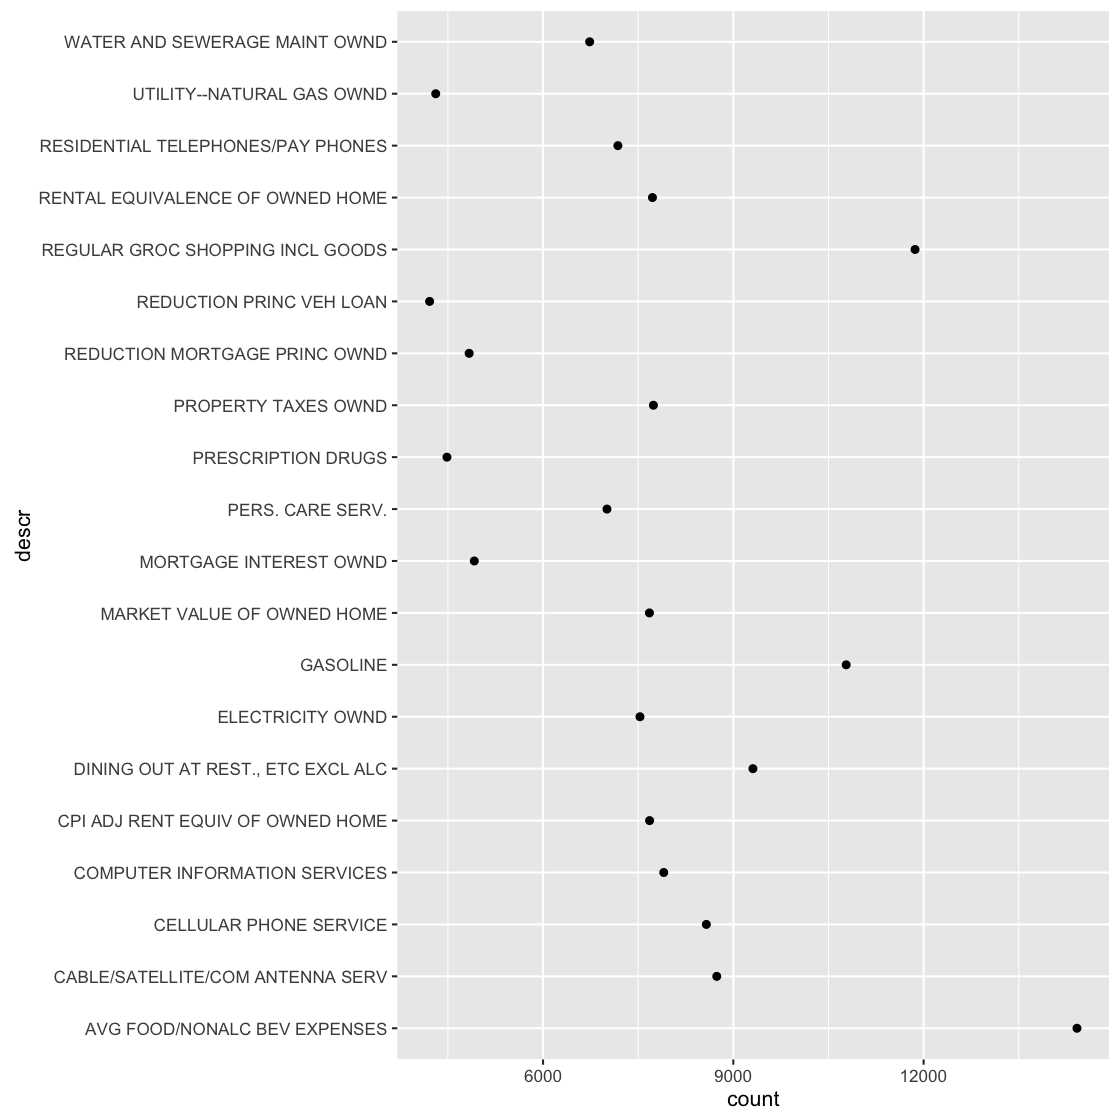 WATER AND SEWERAGE MAINT OWND
UTILITY--NATURAL GAS OWND
RESIDENTIAL TELEPHONES/PAY PHONES
RENTAL EQUIVALENCE OF OWNED HOME
REGULAR GROC SHOPPING INCL GOODS
REDUCTION PRINC VEH LOAN
REDUCTION MORTGAGE PRINC OWND
PROPERTY TAXES OWND
PRESCRIPTION DRUGS
PERS. CARE SERV.
MORTGAGE INTEREST OWND
MARKET VALUE OF OWNED HOME
GASOLINE
ELECTRICITY OWND
DINING OUT AT REST., ETC EXCL ALC
CPI ADJ RENT EQUIV OF OWNED HOME
COMPUTER INFORMATION SERVICES
CELLULAR PHONE SERVICE
CABLE/SATELLITE/COM ANTENNA SERV
AVG FOOD/NONALC BEV EXPENSES
descr
6000 9000 12000
count